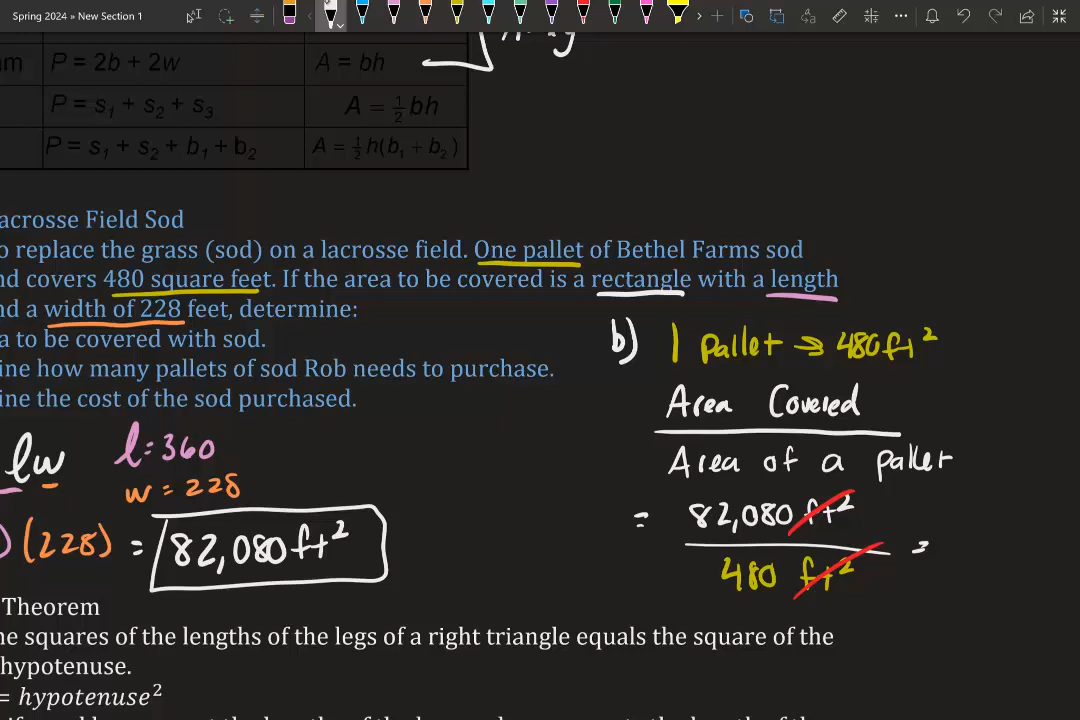 Spring 2024 » New Section 1
am P = 2b + 2w A = bh
P = s₁ + s₂ + s₃ A = ½ bh
P = s₁ + s₂ + b₁ + b₂ A = ½ h(b₁ + b₂)
acrosse Field Sod
o replace the grass (sod) on a lacrosse field. One pallet of Bethel Farms sod
nd covers 480 square feet. If the area to be covered is a rectangle with a length
nd a width of 228 feet, determine:
a to be covered with sod.
ine how many pallets of sod Rob needs to purchase.
ine the cost of the sod purchased.
lw l = 360
w = 228
) (228) = 82,080 ft²
b) 1 pallet → 480 ft²
Area Covered
Area of a pallet
= 82,080 ft²
480 ft² =
Theorem
he squares of the lengths of the legs of a right triangle equals the square of the
hypotenuse.
= hypotenuse²